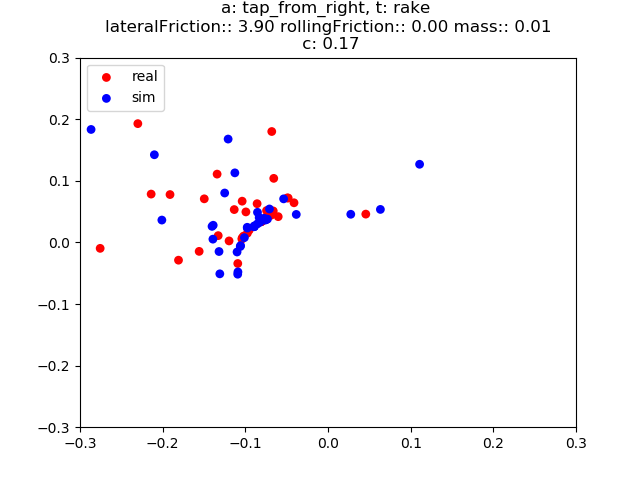 a: tap_from_right, t: rake
lateralFriction:: 3.90 rollingFriction:: 0.00 mass:: 0.01
c: 0.17
real
sim
0.3
0.2
0.1
0.0
−0.1
−0.2
−0.3
−0.3
−0.2
−0.1
0.0
0.1
0.2
0.3